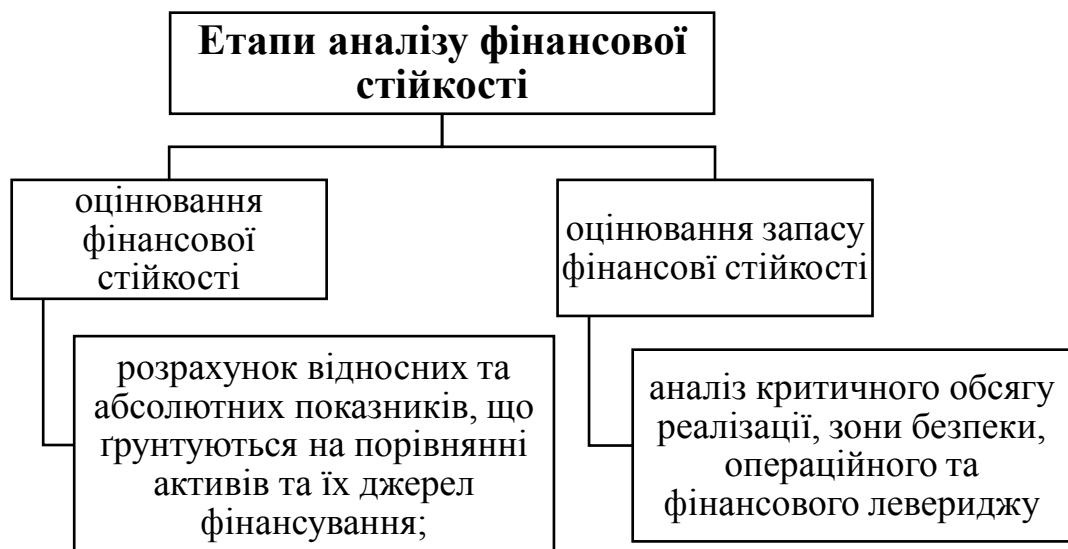 Етапи аналізу фінансової
стійкості
оцінювання
фінансової
стійкості
розрахунок відносних та
абсолютних показників, що
ґрунтуються на порівнянні
активів та їх джерел
фінансування;
оцінювання запасу
фінансовї стійкості
аналіз критичного обсягу
реалізації, зони безпеки,
операційного та
фінансового левериджу